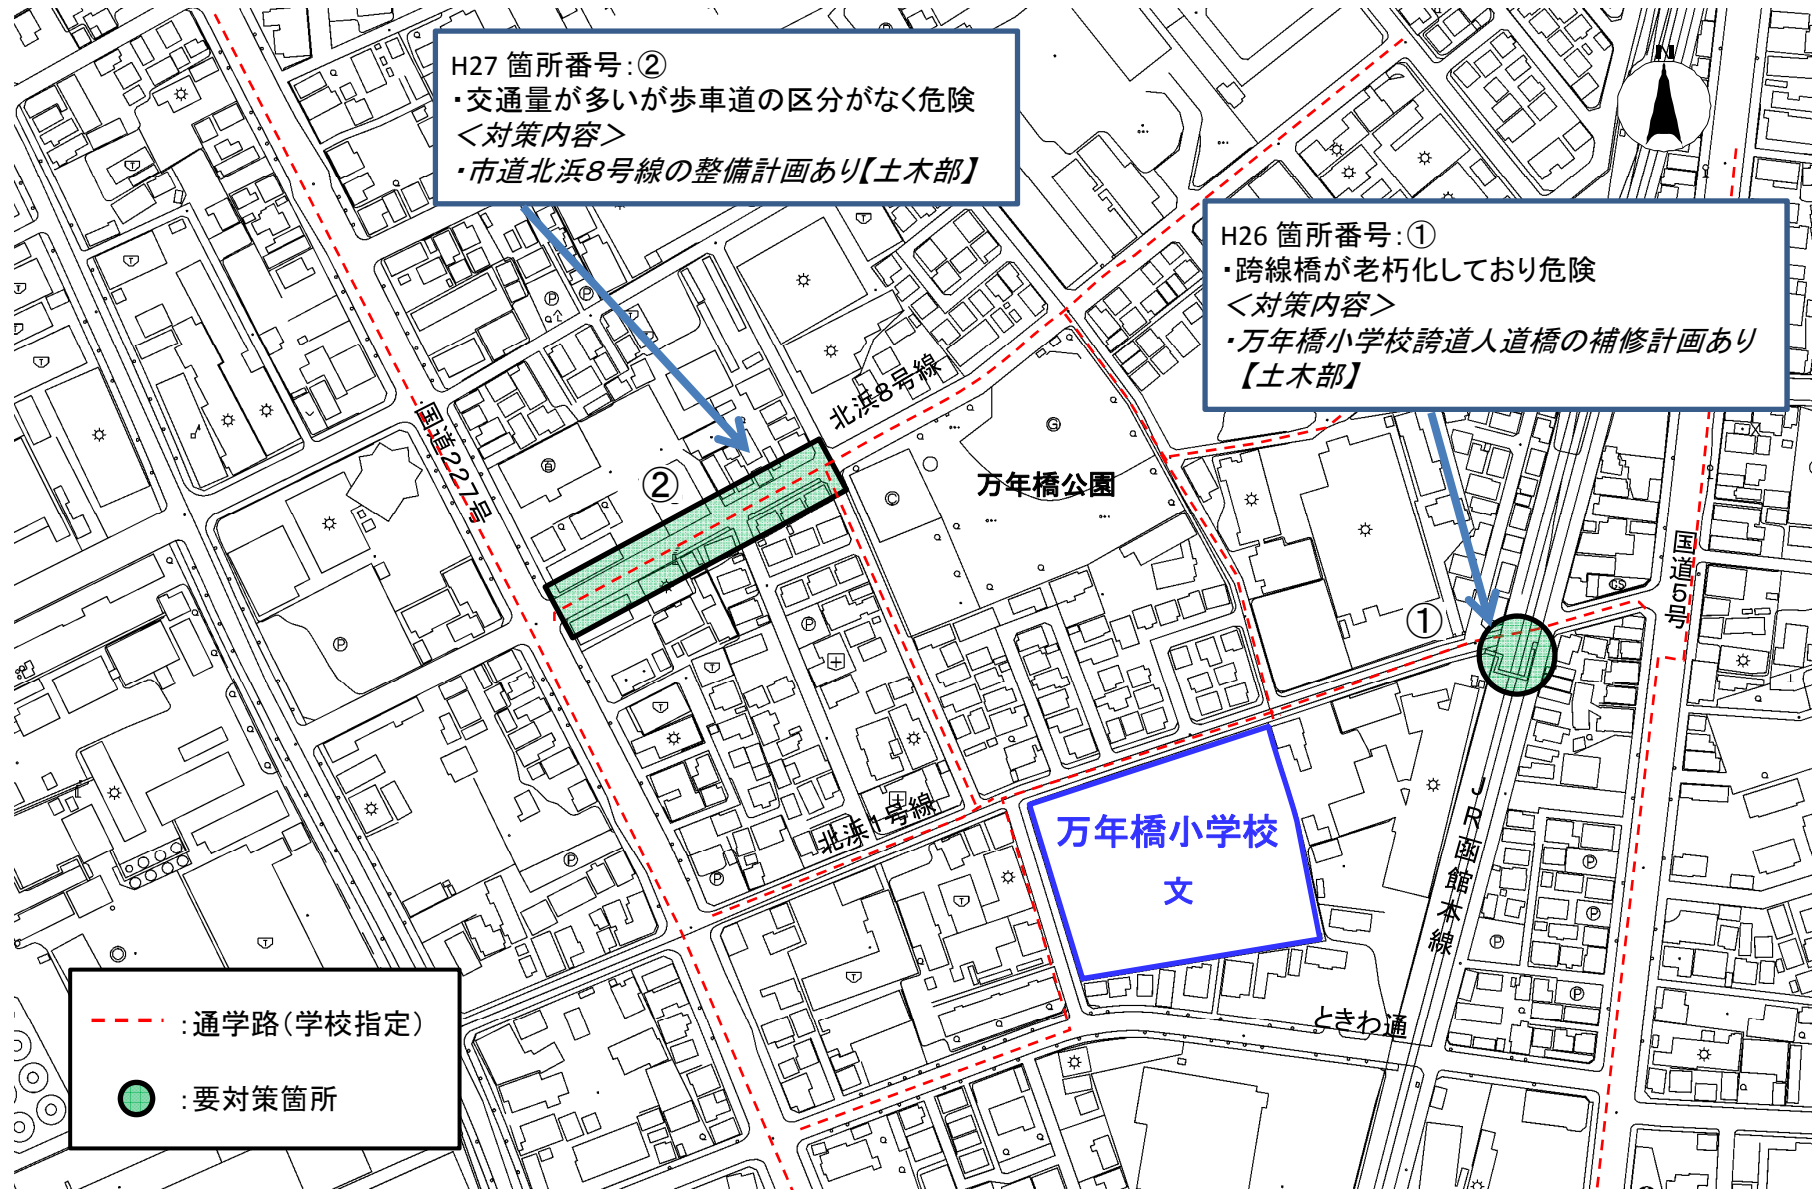 H27 箇所番号：②
・交通量が多いが歩車道の区分がなく危険
＜対策内容＞
・市道北浜８号線の整備計画あり【土木部】
N
H26 箇所番号：①
・跨線橋が老朽化しており危険
＜対策内容＞
・万年橋小学校誇道人道橋の補修計画あり
【土木部】
北浜８号線
国道２２７号
②
万年橋公園
国道５号
①
北浜１号線
万年橋小学校
文
ＪＲ函館本線
ときわ通
：通学路（学校指定）
：要対策箇所